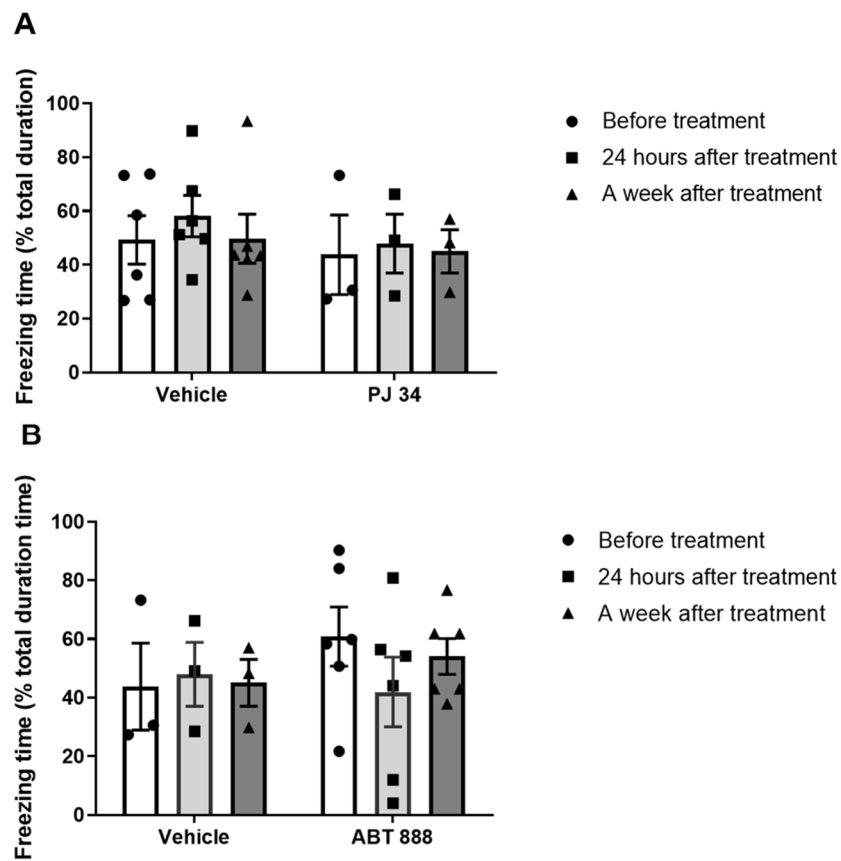 A
Freezing time (% total duration)
100
80
60
40
20
0
Vehicle
PJ 34
Before treatment
24 hours after treatment
A week after treatment
B
Freezing time (% total duration time)
100
80
60
40
20
0
Vehicle
ABT 888
Before treatment
24 hours after treatment
A week after treatment